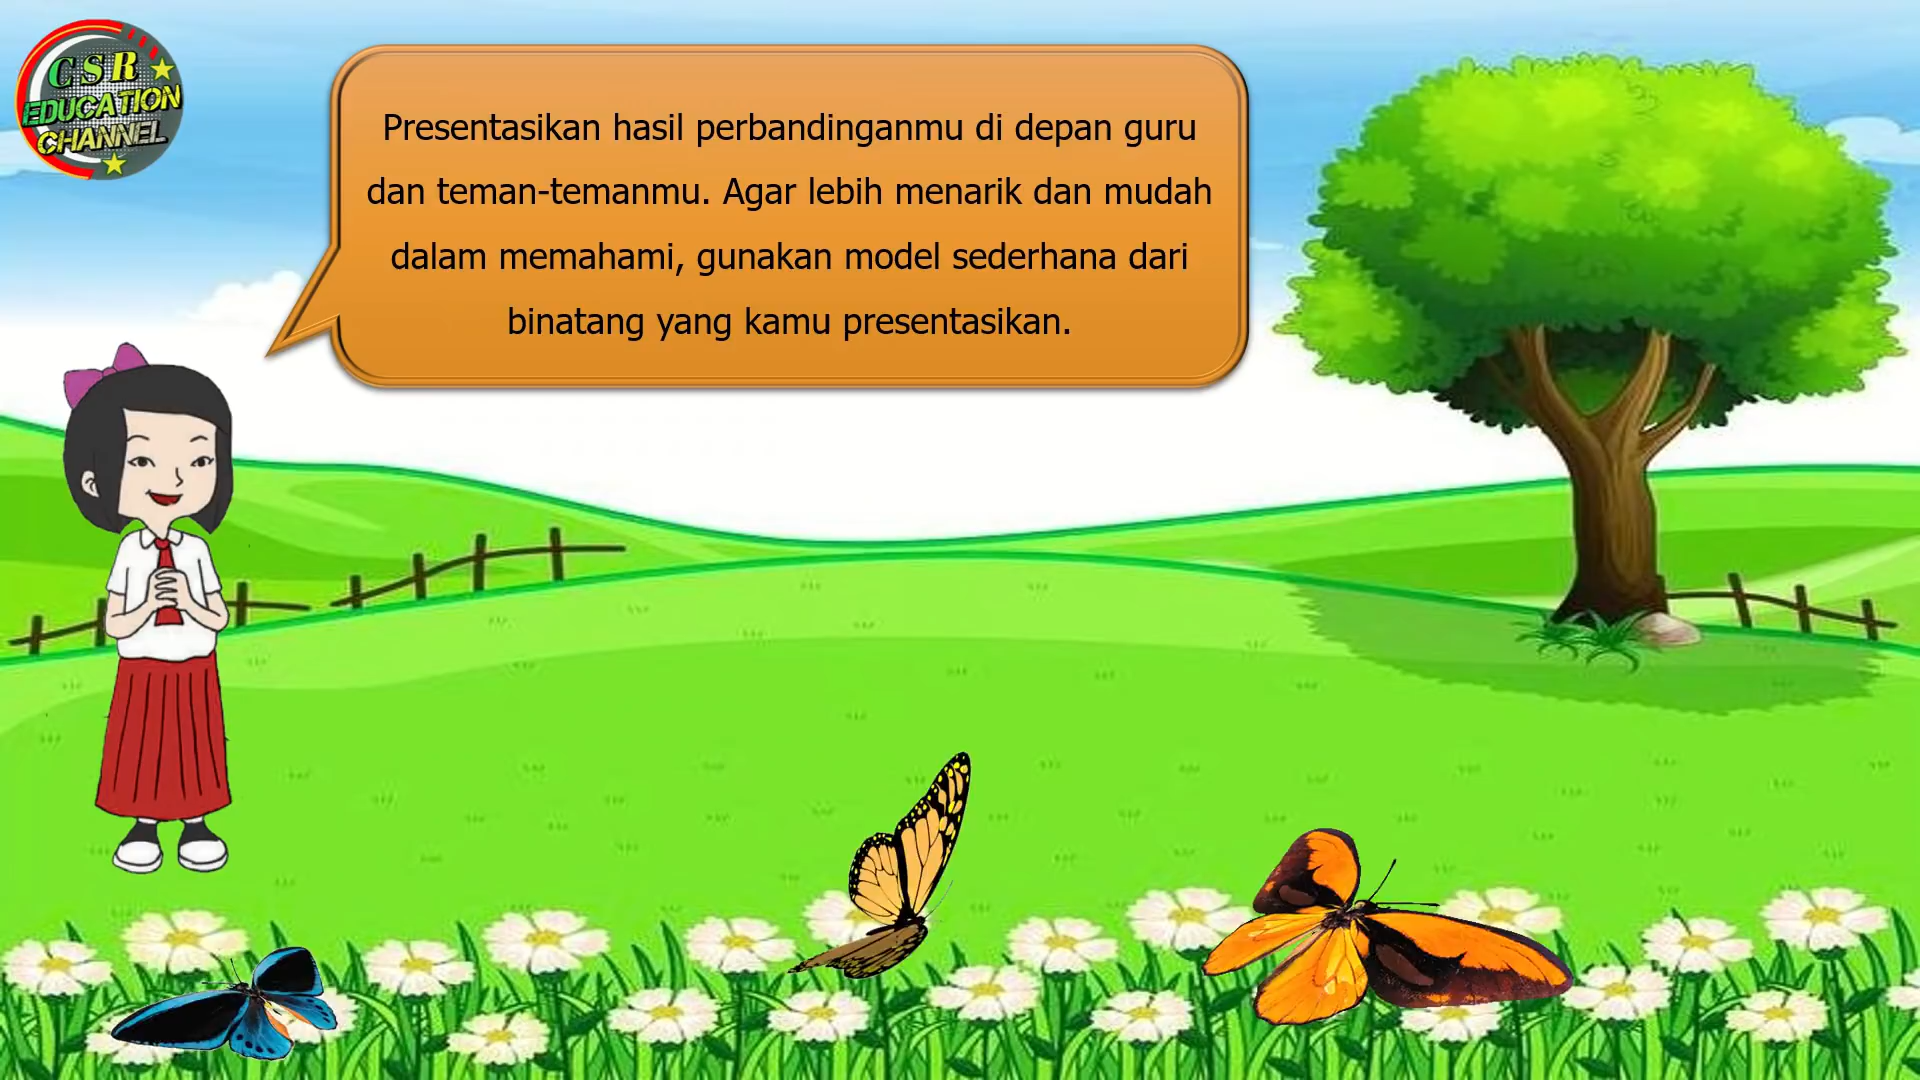 CSR
EDUCATION
CHANNEL
Presentasikan hasil perbandinganmu di depan guru
dan teman-temanmu. Agar lebih menarik dan mudah
dalam memahami, gunakan model sederhana dari
binatang yang kamu presentasikan.